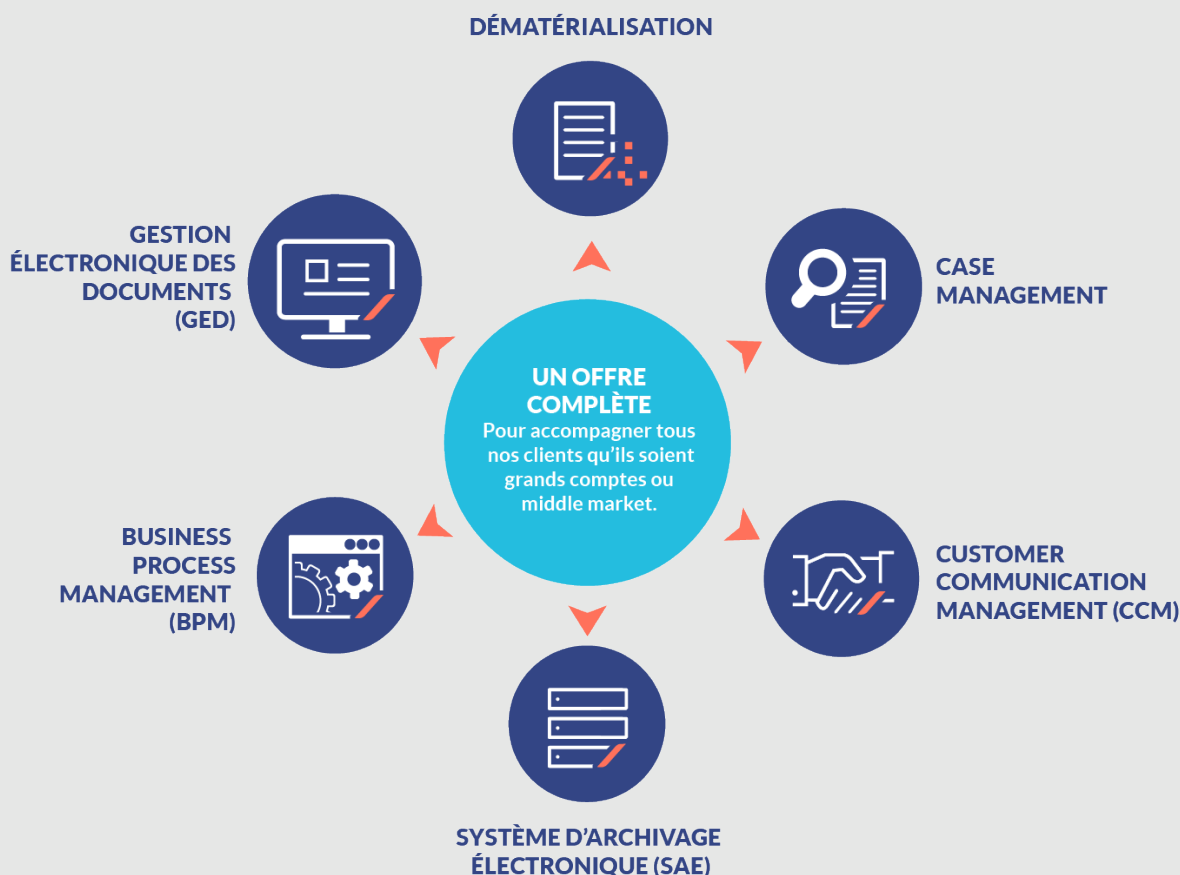 DÉMATÉRIALISATION
GESTION
ÉLECTRONIQUE DES
DOCUMENTS
(GED)
CASE
MANAGEMENT
UN OFFRE
COMPLÈTE
Pour accompagner tous
nos clients qu'ils soient
grands comptes ou
middle market.
BUSINESS
PROCESS
MANAGEMENT
(BPM)
CUSTOMER
COMMUNICATION
MANAGEMENT (CCM)
SYSTÈME D'ARCHIVAGE
ÉLECTRONIQUE (SAE)